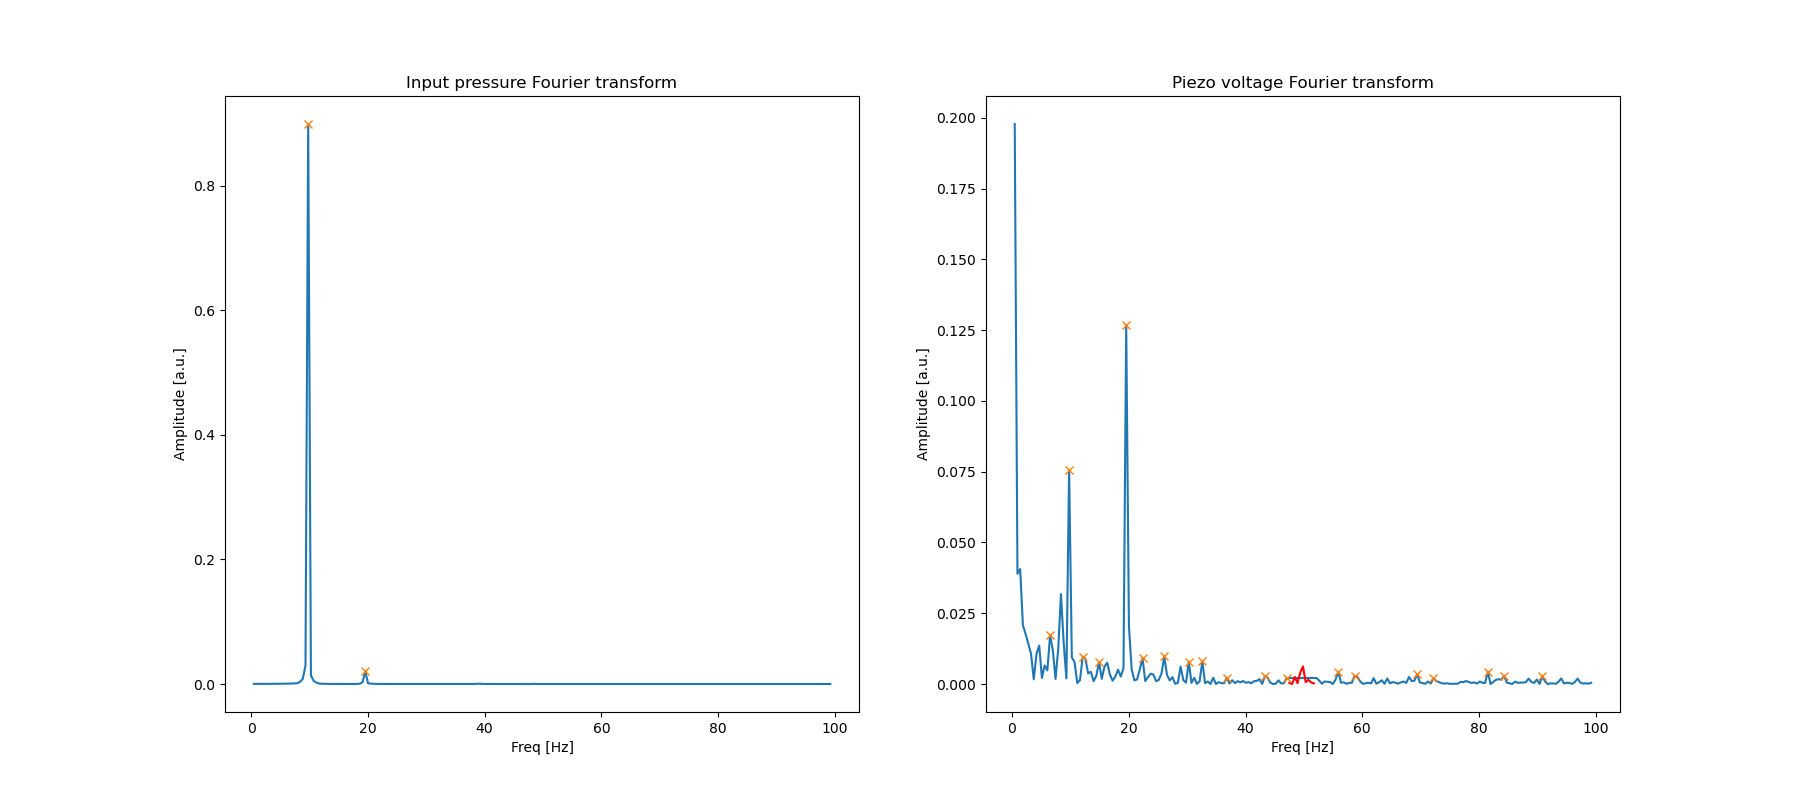 Input pressure Fourier transform
Amplitude [a.u.]
0.8
0.6
0.4
0.2
0.0
0 20 40 60 80 100
Freq [Hz]
Piezo voltage Fourier transform
Amplitude [a.u.]
0.200
0.175
0.150
0.125
0.100
0.075
0.050
0.025
0.000
0 20 40 60 80 100
Freq [Hz]